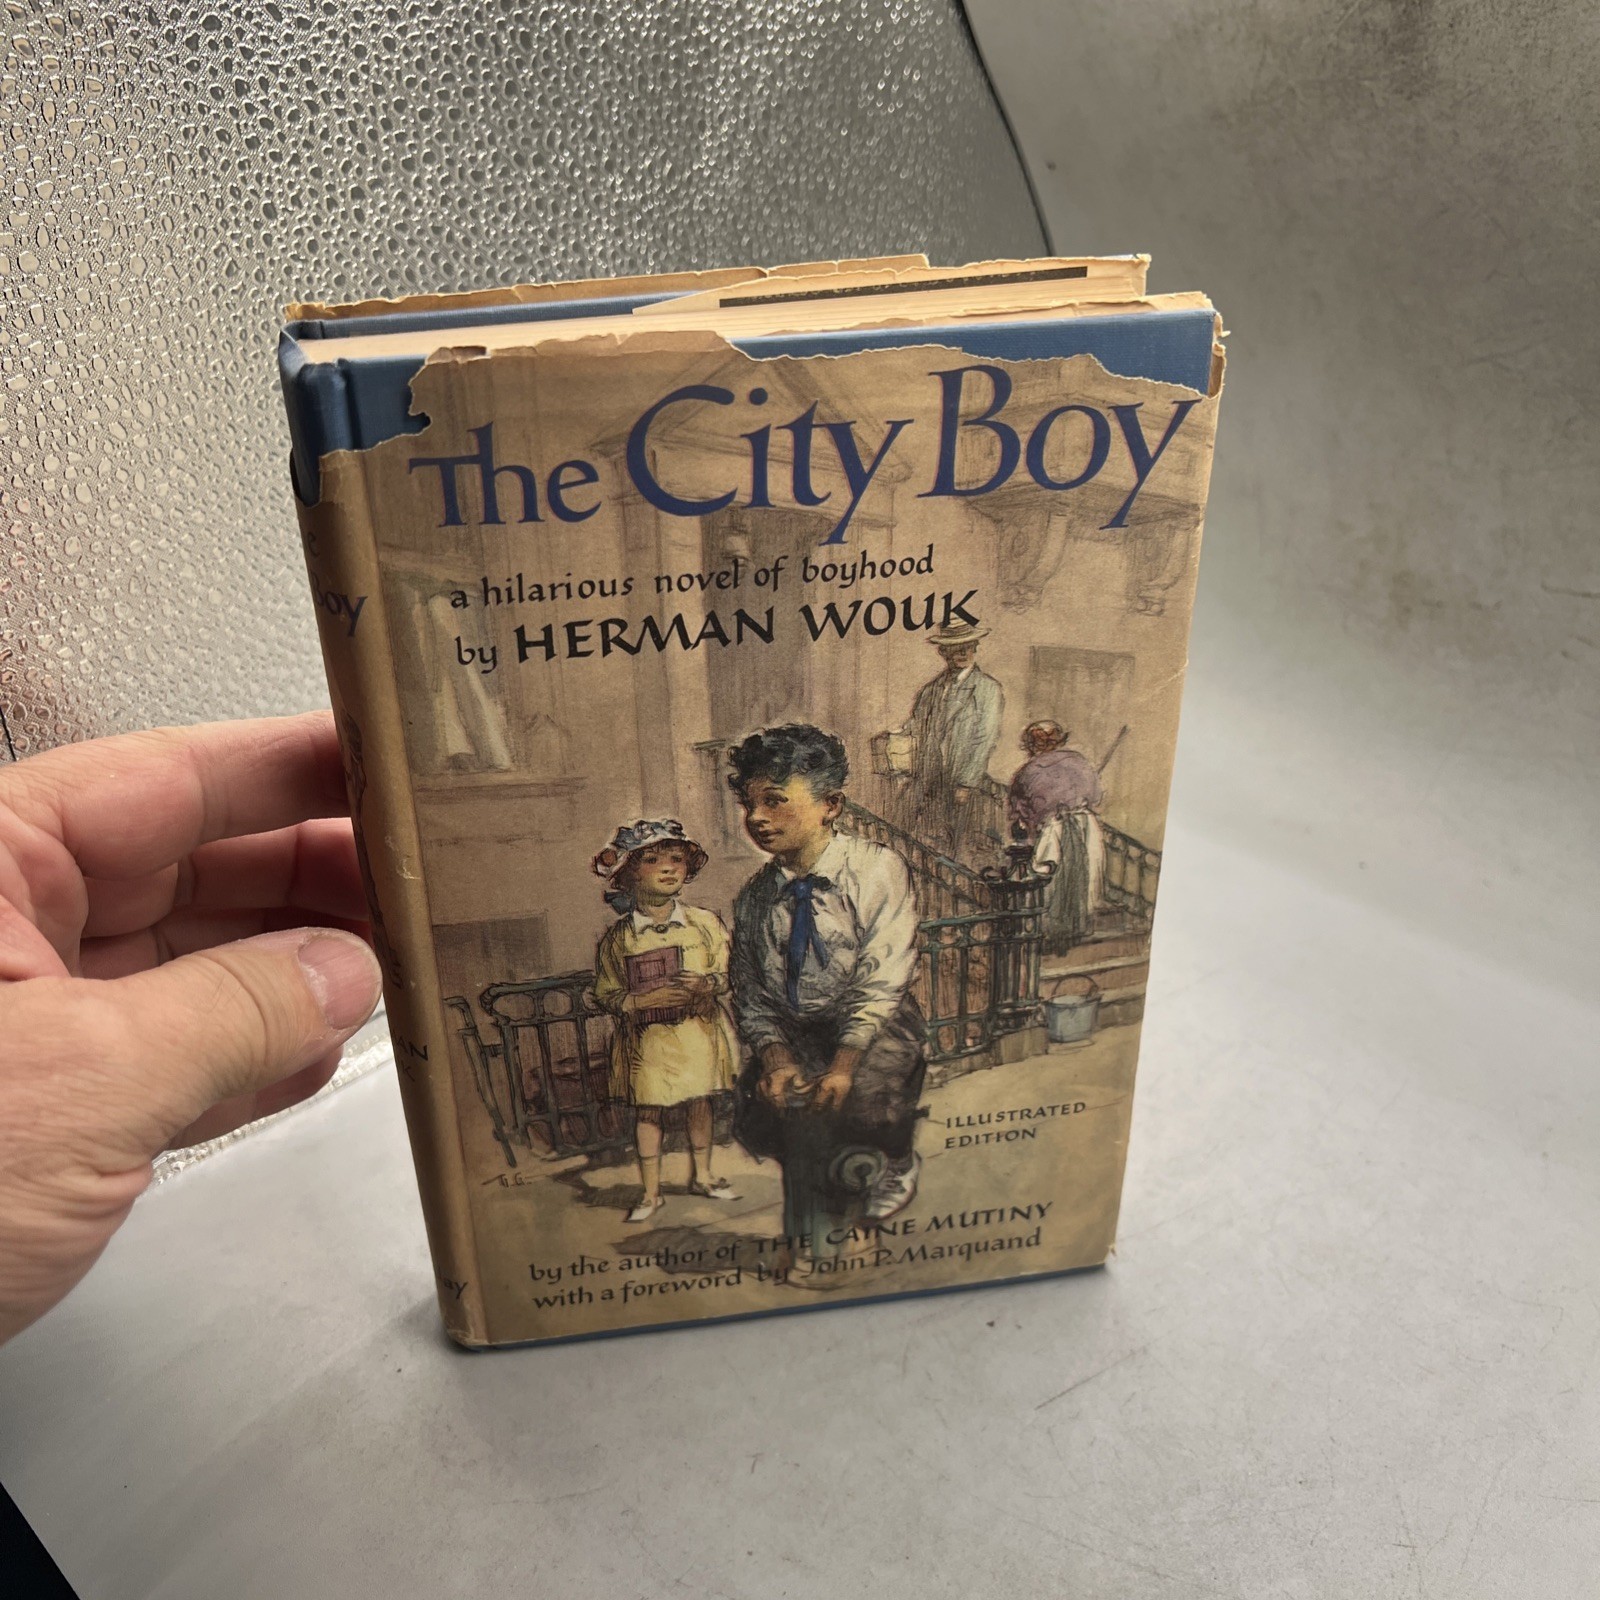 The City Boy
a hilarious novel of boyhood
by HERMAN WOUK
ILLUSTRATED
EDITION
by the author of THE CAINE MUTINY
with a foreword by John P. Marquand